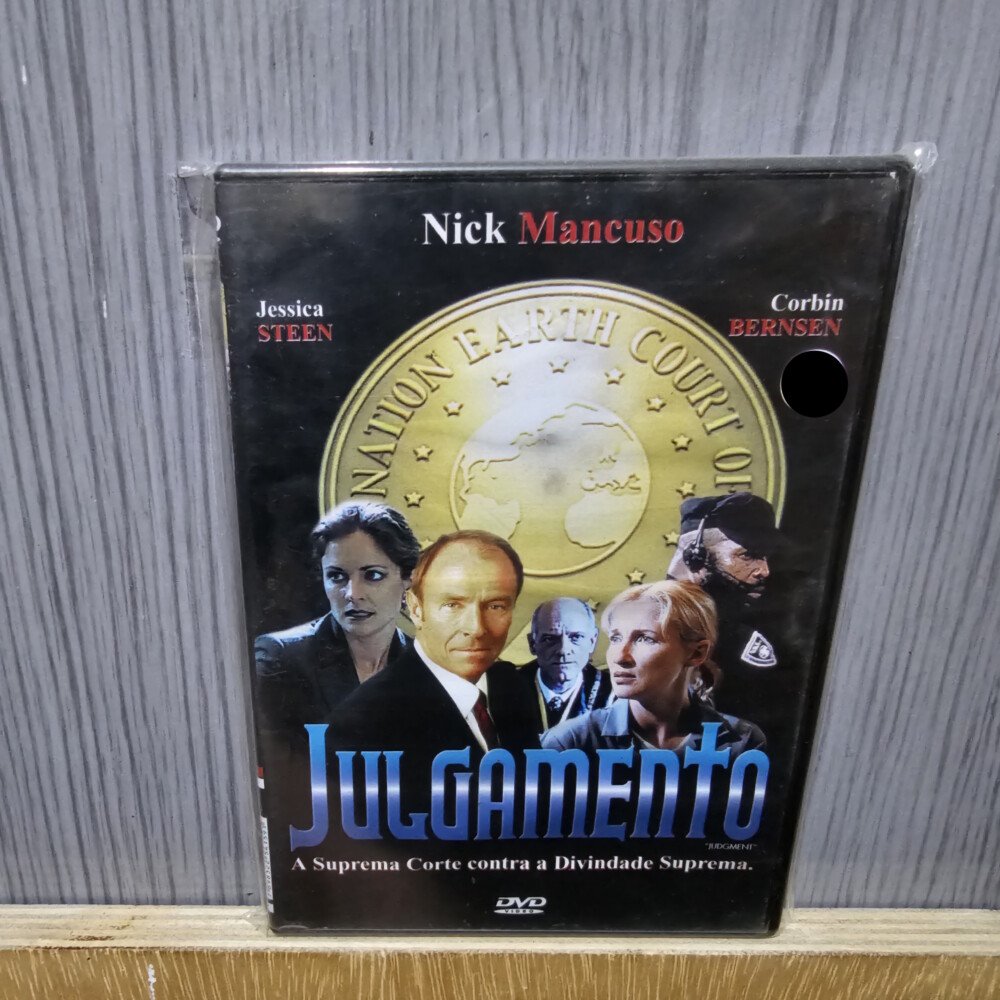 Nick Mancuso
Jessica
STEEN
Corbin
BERNSEN
NATION EARTH COURT OF
JULGAMENTO
"JUDGMENT"
A Suprema Corte contra a Divindade Suprema.
DVD
VIDEO